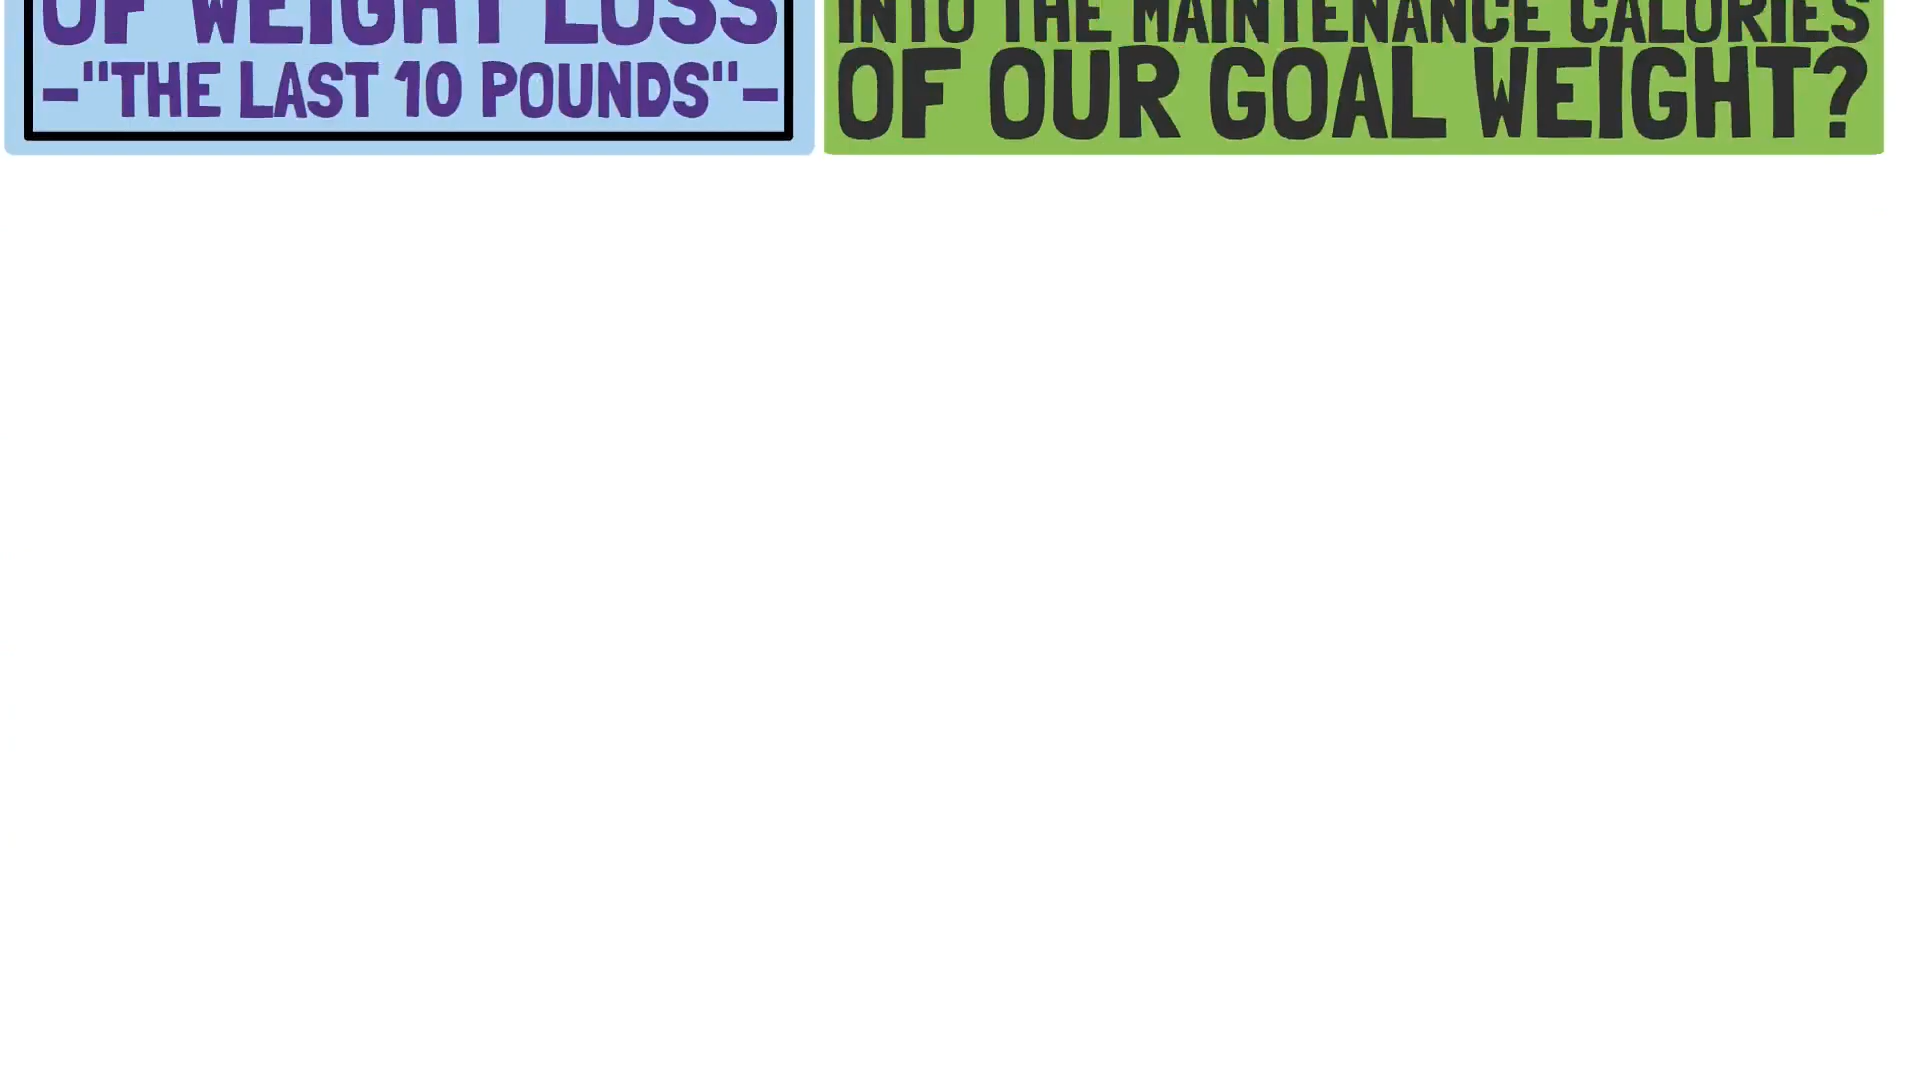 OF WEIGHT LOSS
-"THE LAST 10 POUNDS"-
INTO THE MAINTENANCE CALORIES
OF OUR GOAL WEIGHT?